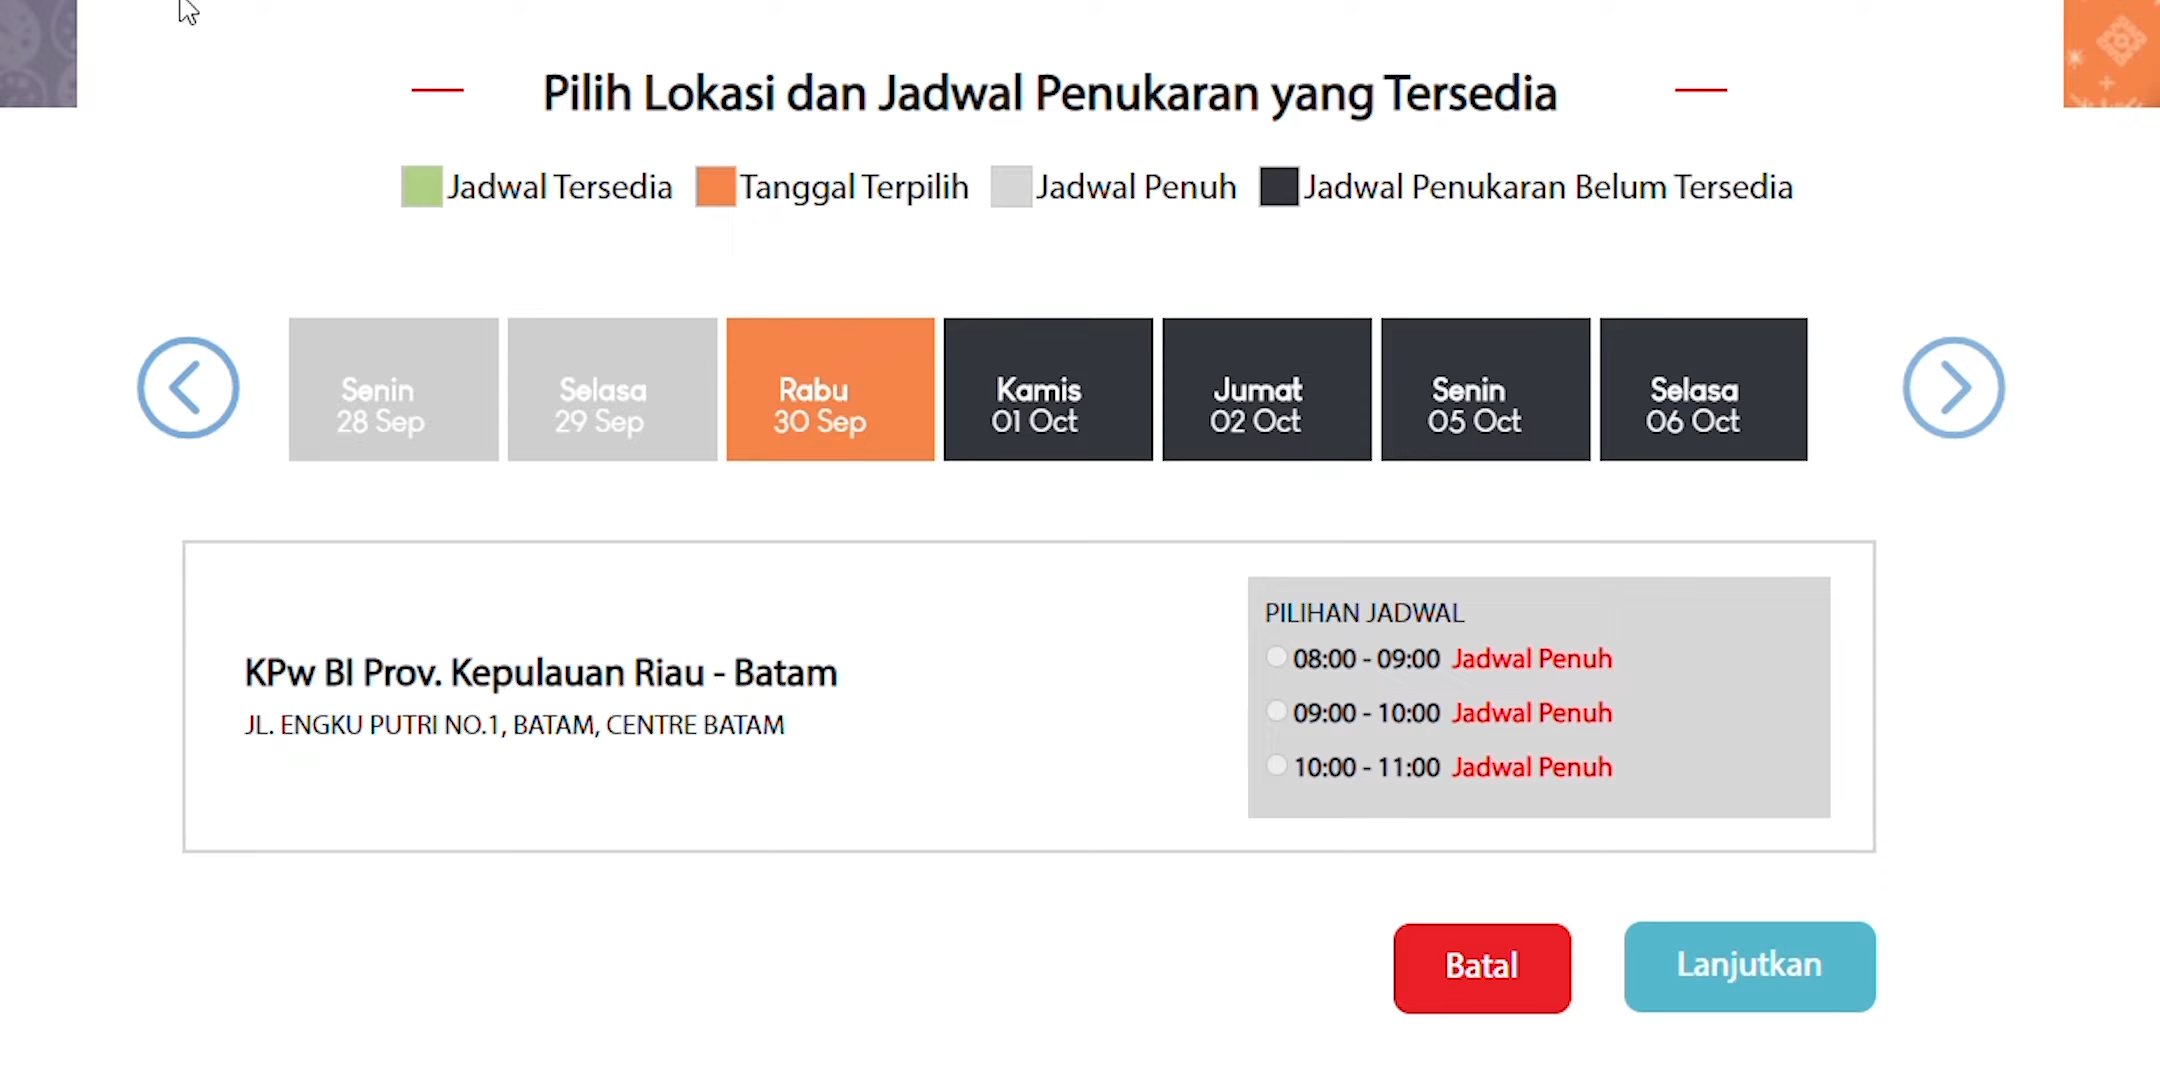 Pilih Lokasi dan Jadwal Penukaran yang Tersedia
Jadwal Tersedia Tanggal Terpilih Jadwal Penuh Jadwal Penukaran Belum Tersedia
Senin Selasa Rabu Kamis Jumat Senin Selasa
28 Sep 29 Sep 30 Sep 01 Oct 02 Oct 05 Oct 06 Oct
KPw BI Prov. Kepulauan Riau - Batam
JL. ENGKU PUTRI NO.1, BATAM, CENTRE BATAM
PILIHAN JADWAL
08:00 - 09:00 Jadwal Penuh
09:00 - 10:00 Jadwal Penuh
10:00 - 11:00 Jadwal Penuh
Batal Lanjutkan